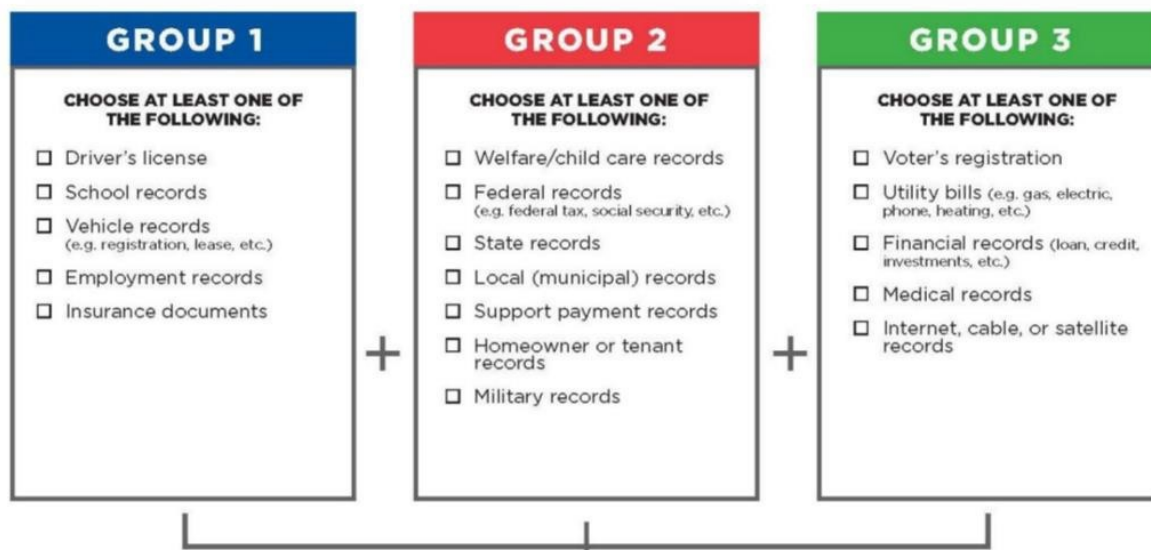 GROUP 1
CHOOSE AT LEAST ONE OF
THE FOLLOWING:
☐ Driver's license
☐ School records
☐ Vehicle records
(e.g. registration, lease, etc.)
☐ Employment records
☐ Insurance documents
+
GROUP 2
CHOOSE AT LEAST ONE OF
THE FOLLOWING:
☐ Welfare/child care records
☐ Federal records
(e.g. federal tax, social security, etc.)
☐ State records
☐ Local (municipal) records
☐ Support payment records
☐ Homeowner or tenant
records
☐ Military records
+
GROUP 3
CHOOSE AT LEAST ONE OF
THE FOLLOWING:
☐ Voter's registration
☐ Utility bills (e.g. gas, electric,
phone, heating, etc.)
☐ Financial records (loan, credit,
investments, etc.)
☐ Medical records
☐ Internet, cable, or satellite
records